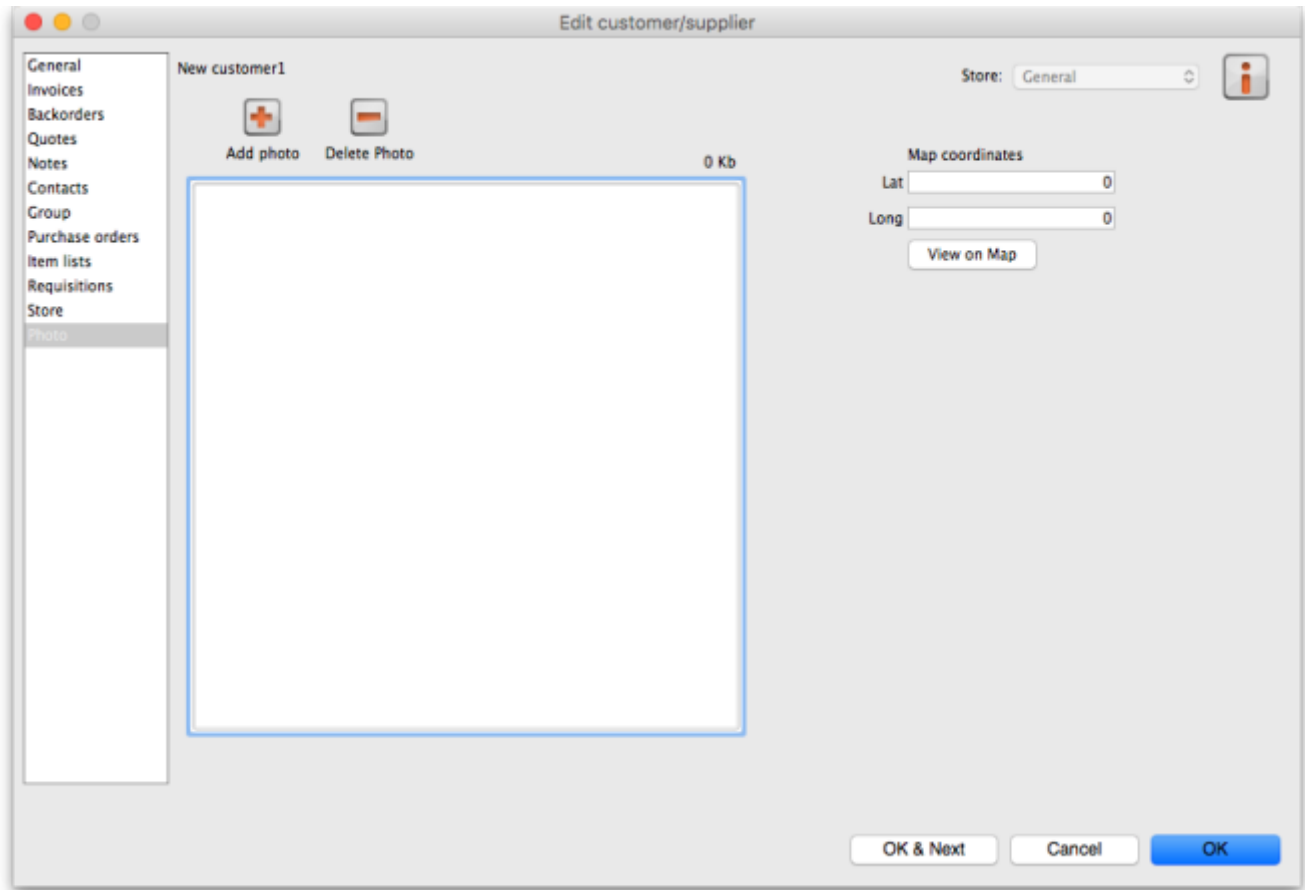 Edit customer/supplier
General
Invoices
Backorders
Quotes
Notes
Contacts
Group
Purchase orders
Item lists
Requisitions
Store
Photo
New customer1
Store: General
Add photo Delete Photo
0 Kb
Map coordinates
Lat 0
Long 0
View on Map
OK & Next Cancel OK